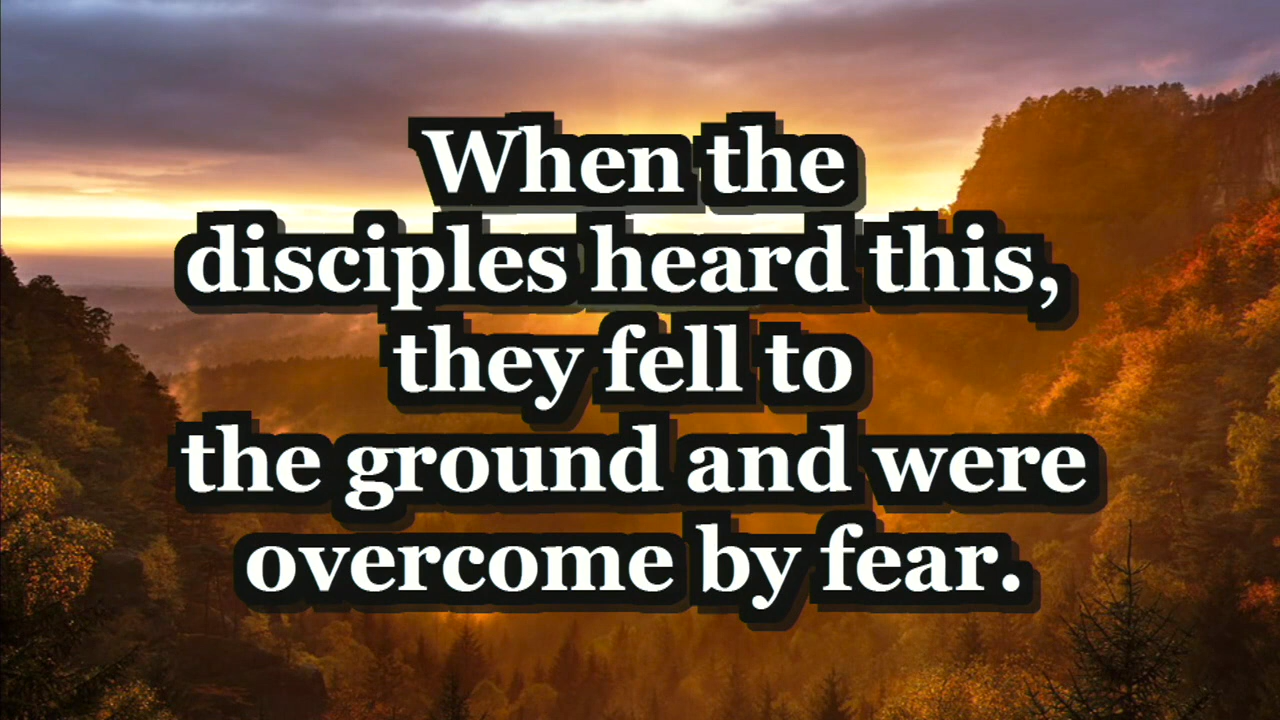 When the
disciples heard this,
they fell to
the ground and were
overcome by fear.